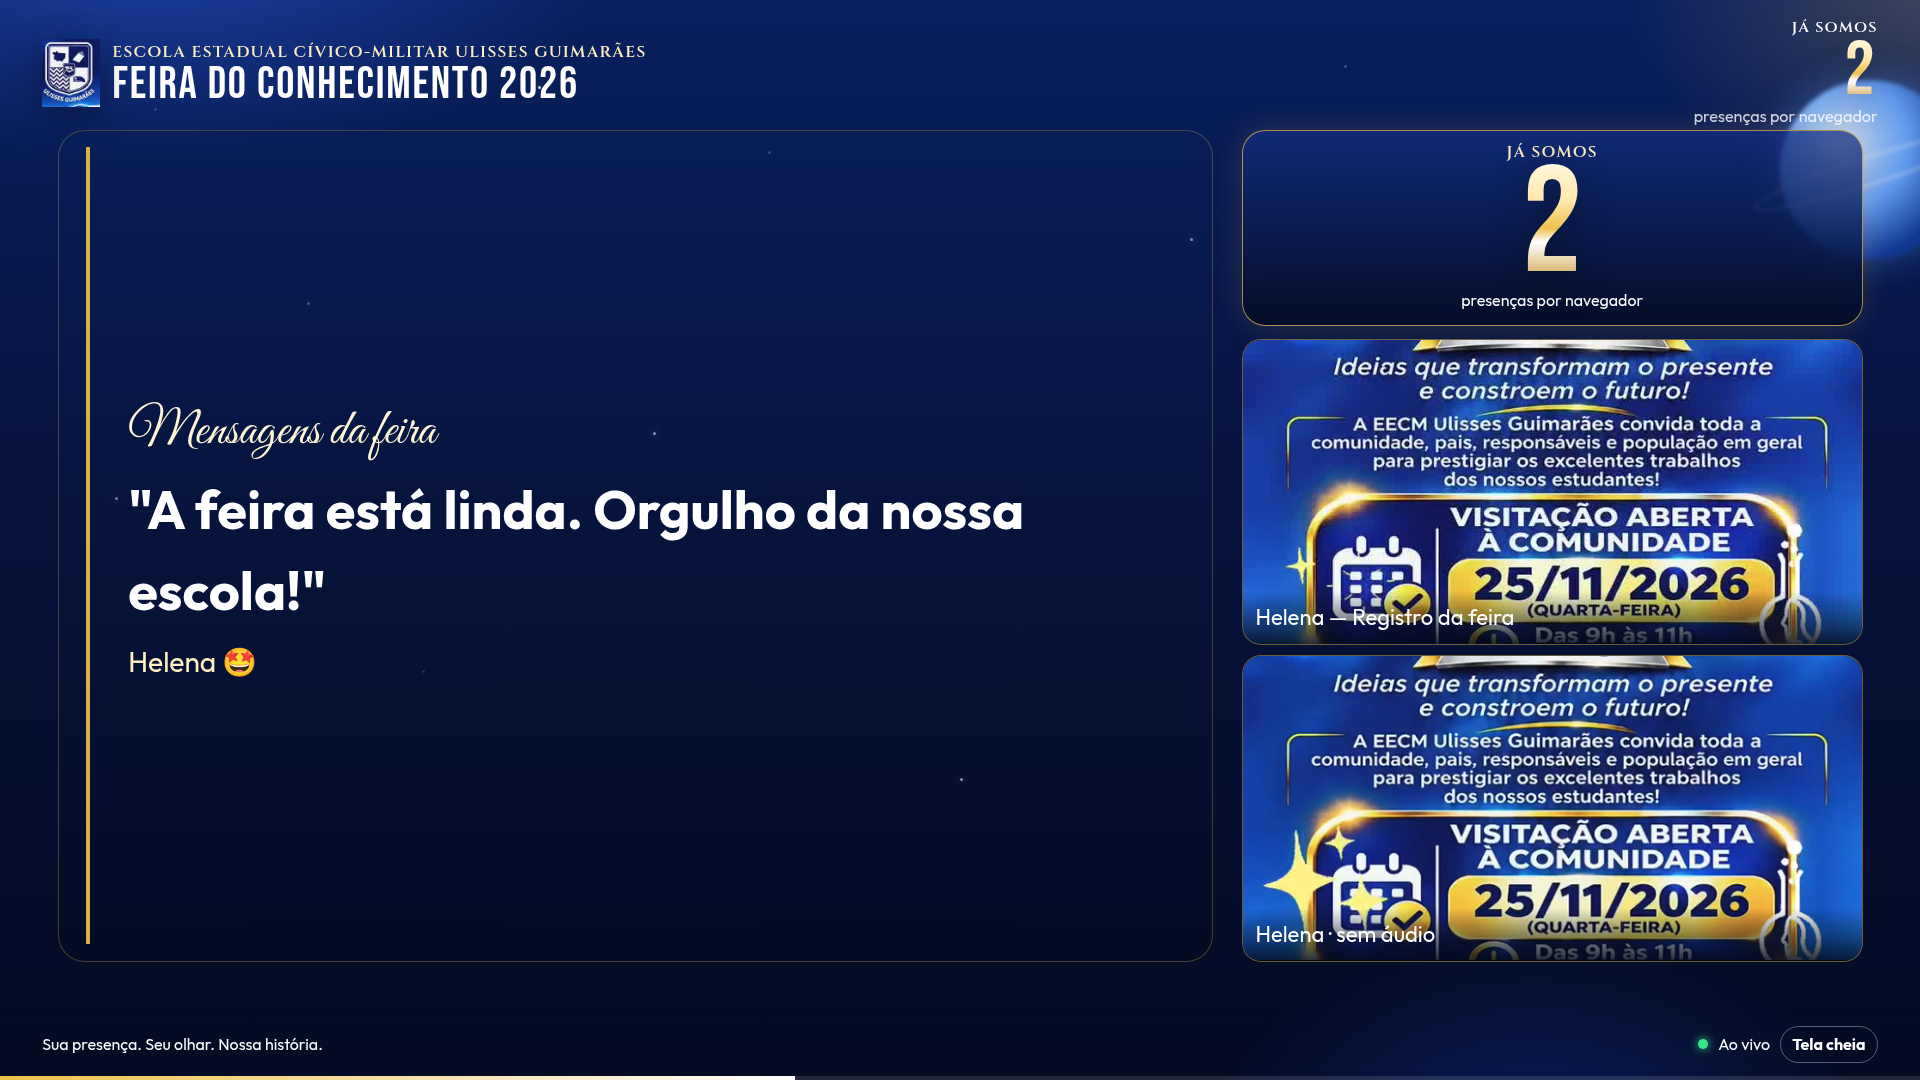 ULISSES GUIMARÃES
ESCOLA ESTADUAL CÍVICO-MILITAR ULISSES GUIMARÃES
FEIRA DO CONHECIMENTO 2026
JÁ SOMOS
2
presenças por navegador
Mensagens da feira
"A feira está linda. Orgulho da nossa
escola!"
Helena 🤩
JÁ SOMOS
2
presenças por navegador
Ideias que transformam o presente
e constroem o futuro!
A EECM Ulisses Guimarães convida toda a
comunidade, pais, responsáveis e população em geral
para prestigiar os excelentes trabalhos
dos nossos estudantes!
VISITAÇÃO ABERTA
À COMUNIDADE
25/11/2026
(QUARTA-FEIRA)
Helena — Registro da feira
Das 9h às 11h
Ideias que transformam o presente
e constroem o futuro!
A EECM Ulisses Guimarães convida toda a
comunidade, pais, responsáveis e população em geral
para prestigiar os excelentes trabalhos
dos nossos estudantes!
VISITAÇÃO ABERTA
À COMUNIDADE
25/11/2026
(QUARTA-FEIRA)
Helena · sem áudio
Das 9h às 11h
Sua presença. Seu olhar. Nossa história.
Ao vivo
Tela cheia